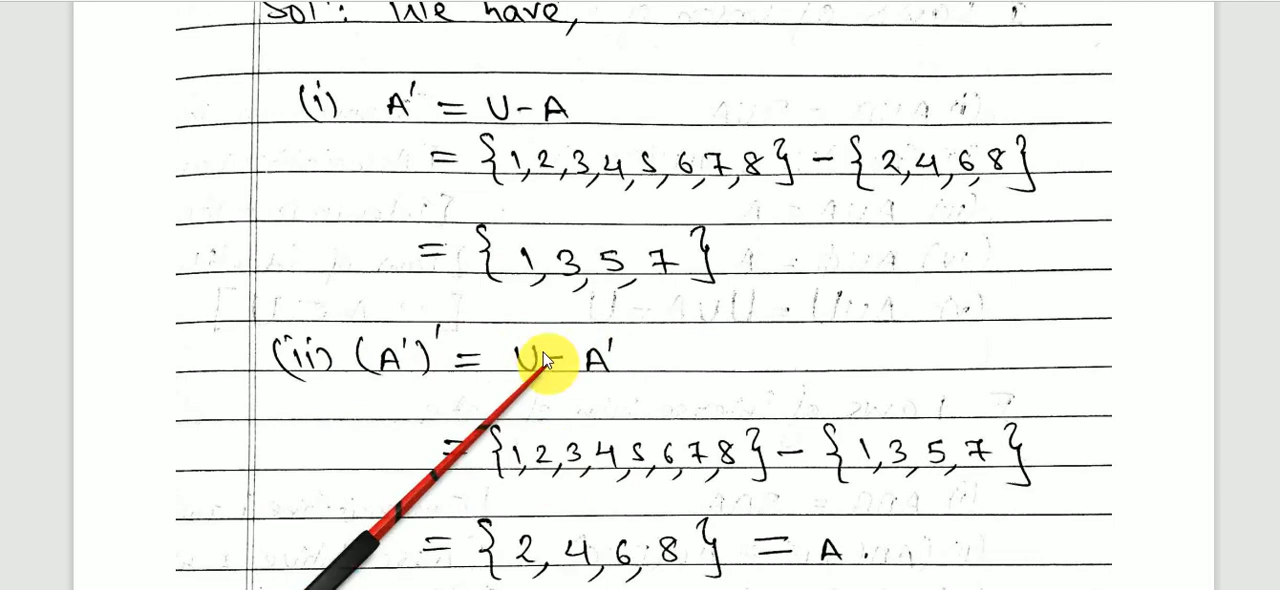 Sol: We have,
(i) A' = U - A
= {1,2,3,4,5,6,7,8} - {2,4,6,8}
= {1,3,5,7}
(ii) (A')' = U - A'
= {1,2,3,4,5,6,7,8} - {1,3,5,7}
= {2,4,6,8} = A.